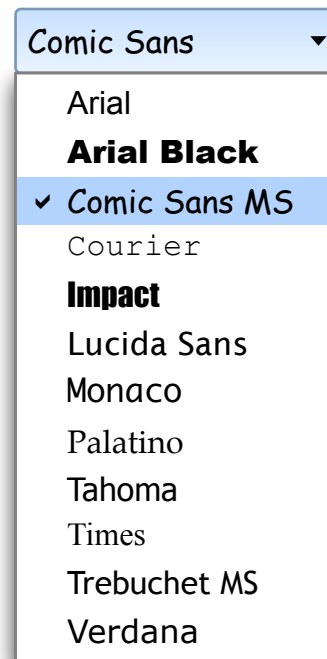 Comic Sans
Arial
Arial Black
Comic Sans MS
Courier
Impact
Lucida Sans
Monaco
Palatino
Tahoma
Times
Trebuchet MS
Verdana